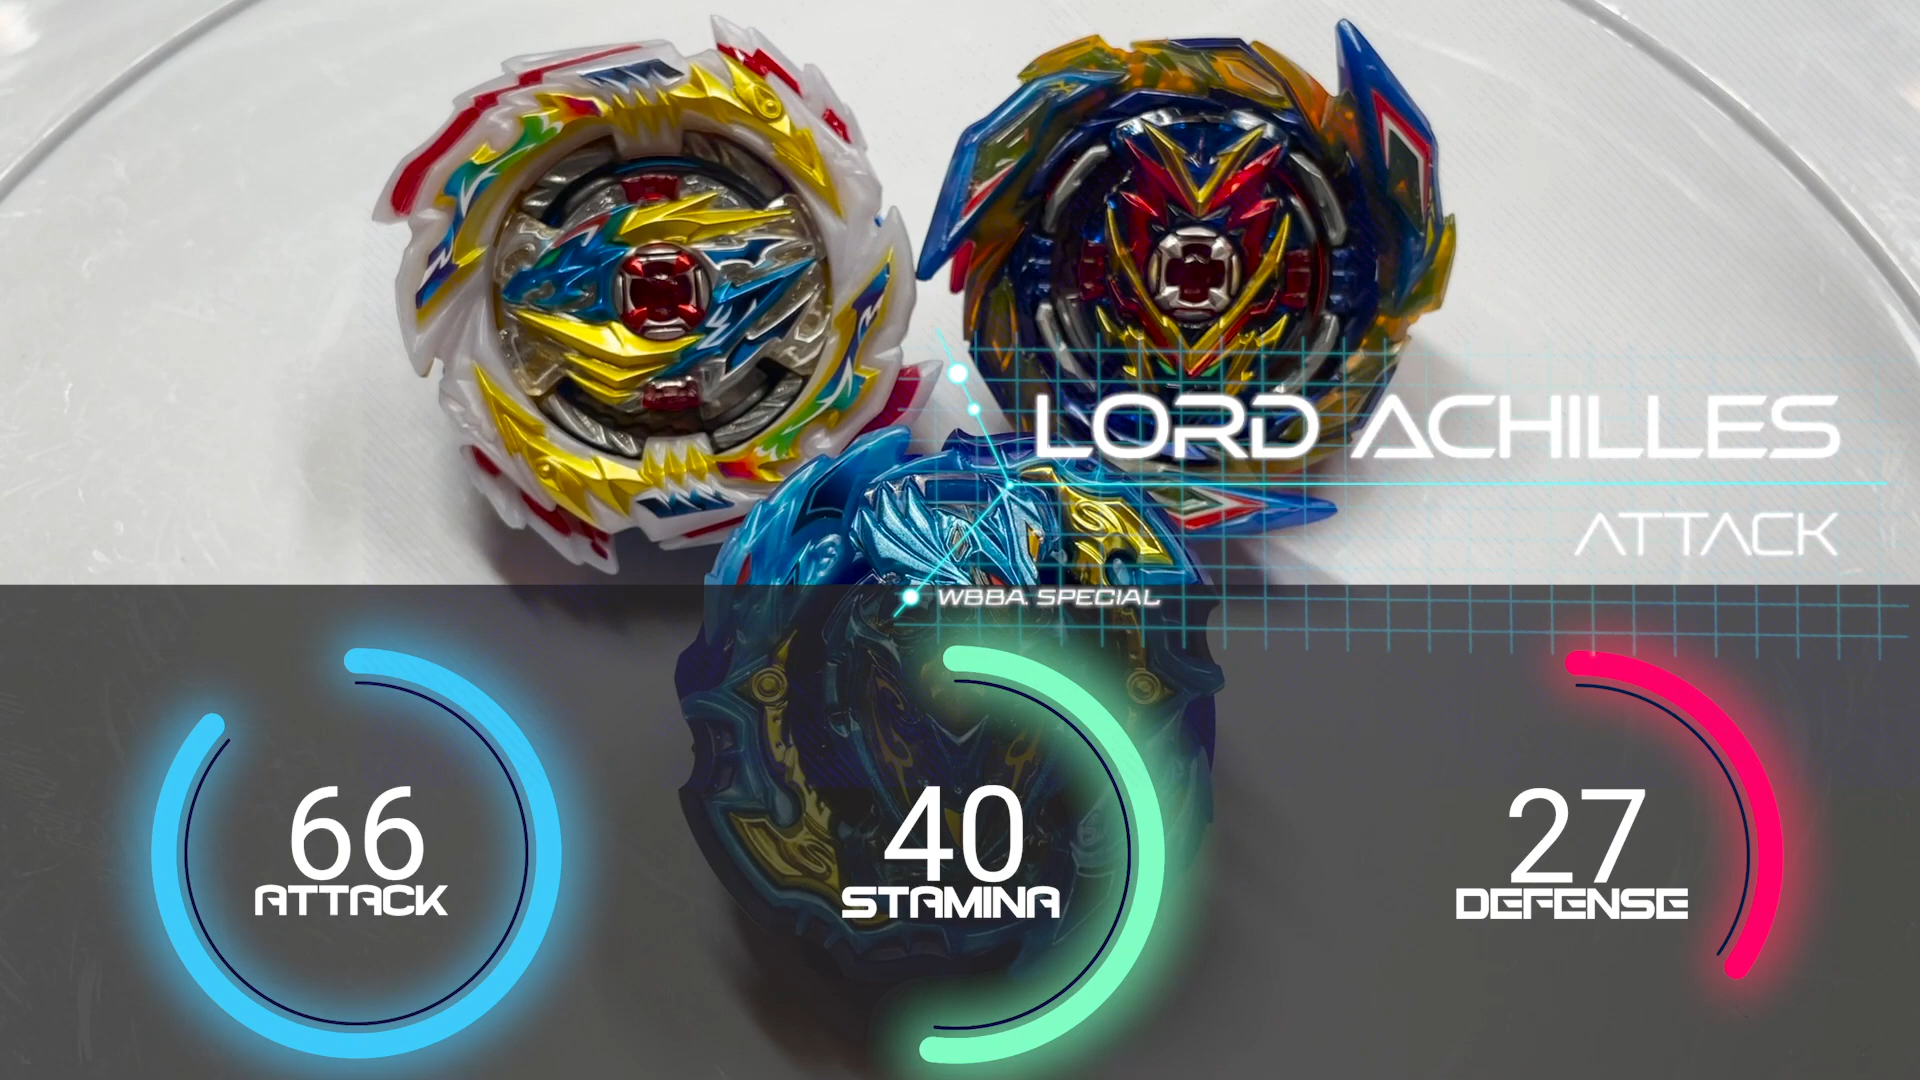 LORD ACHILLES
ATTACK
WBBA. SPECIAL
66
ATTACK
40
STAMINA
27
DEFENSE